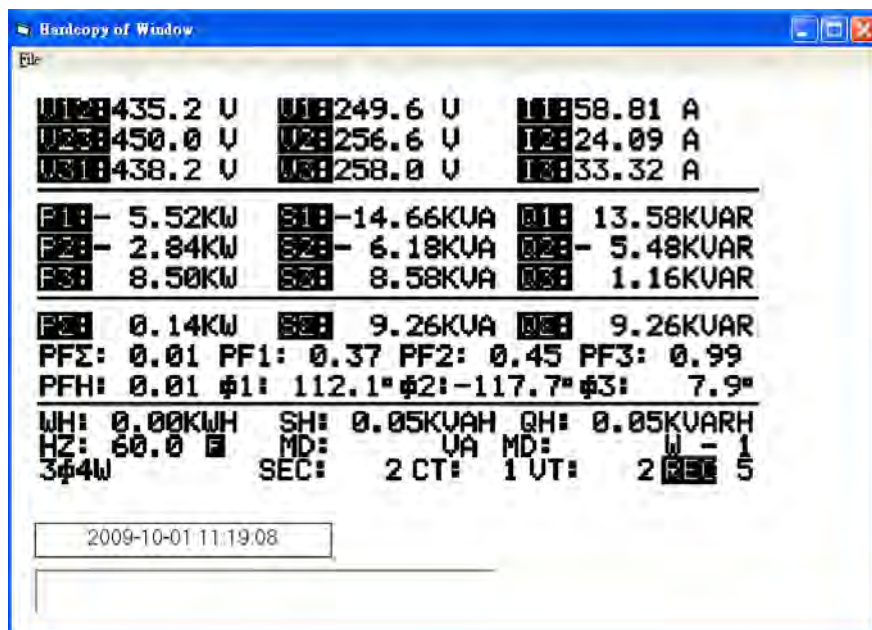 Hardcopy of Window
File
V12:435.2 V V1:249.6 V I1:58.81 A
V23:450.0 V V2:256.6 V I2:24.09 A
V31:438.2 V V3:258.0 V I3:33.32 A
P1:- 5.52KW S1:-14.66KVA Q1: 13.58KVAR
P2:- 2.84KW S2:- 6.18KVA Q2:- 5.48KVAR
P3: 8.50KW S3: 8.58KVA Q3: 1.16KVAR
PΣ: 0.14KW SΣ: 9.26KVA QΣ: 9.26KVAR
PFΣ: 0.01 PF1: 0.37 PF2: 0.45 PF3: 0.99
PFH: 0.01 ϕ1: 112.1° ϕ2:-117.7° ϕ3: 7.9°
WH: 0.00KWH SH: 0.05KVAH QH: 0.05KVARH
HZ: 60.0 F MD: VA MD: W - 1
3ϕ4W SEC: 2 CT: 1 VT: 2 REC 5
2009-10-01 11:19:08